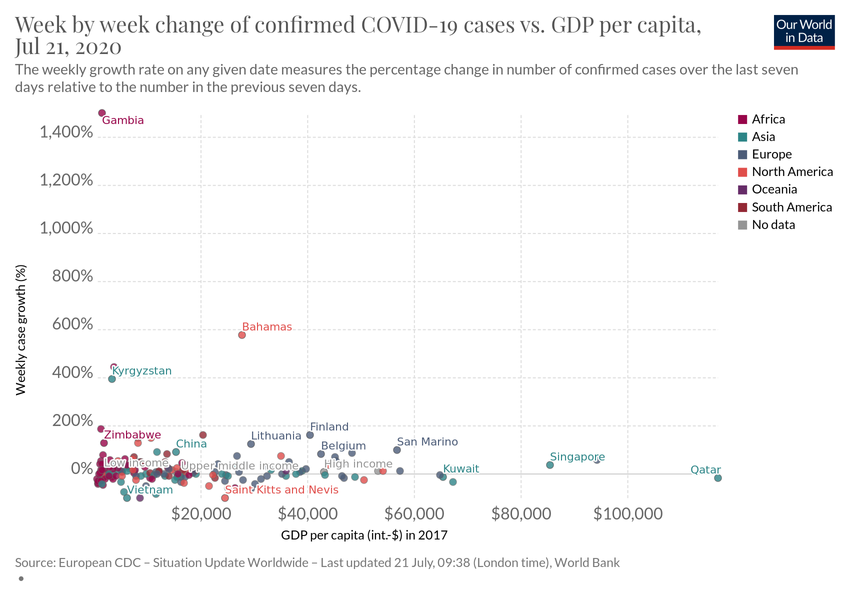 Week by week change of confirmed COVID-19 cases vs. GDP per capita,
Jul 21, 2020
Our World
in Data
The weekly growth rate on any given date measures the percentage change in number of confirmed cases over the last seven
days relative to the number in the previous seven days.
1,400%
1,200%
1,000%
800%
600%
400%
200%
0%
Weekly case growth (%)
Gambia
Bahamas
Kyrgyzstan
Zimbabwe
China
Lithuania
Finland
Belgium
San Marino
Low income
Upper middle income
High income
Kuwait
Singapore
Qatar
Vietnam
Saint Kitts and Nevis
$20,000
$40,000
$60,000
$80,000
$100,000
GDP per capita (int.-$) in 2017
Africa
Asia
Europe
North America
Oceania
South America
No data
Source: European CDC – Situation Update Worldwide – Last updated 21 July, 09:38 (London time), World Bank